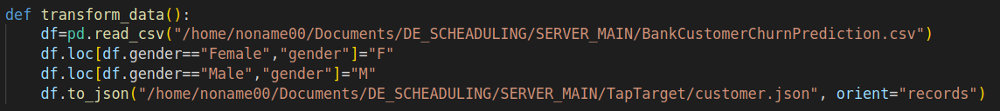 def transform_data():
    df=pd.read_csv("/home/noname00/Documents/DE_SCHEADULING/SERVER_MAIN/BankCustomerChurnPrediction.csv")
    df.loc[df.gender=="Female","gender"]="F"
    df.loc[df.gender=="Male","gender"]="M"
    df.to_json("/home/noname00/Documents/DE_SCHEADULING/SERVER_MAIN/TapTarget/customer.json", orient="records")